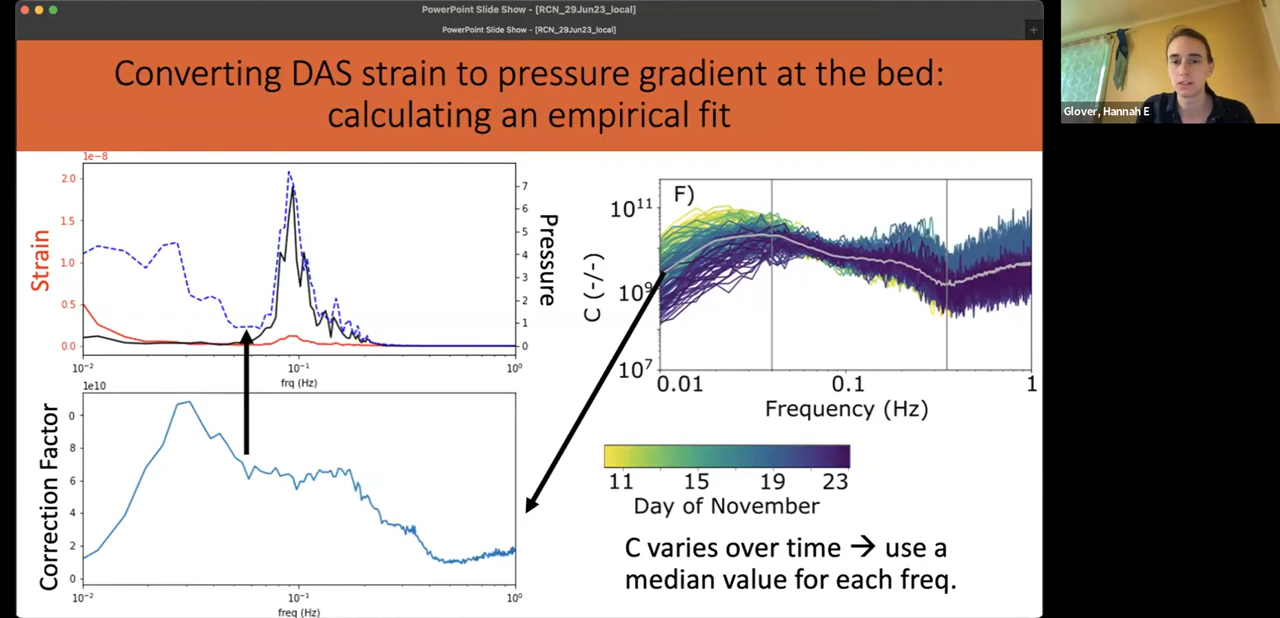 PowerPoint Slide Show - [RCN_29Jun23_local]
PowerPoint Slide Show - [RCN_29Jun23_local]
+
Glover, Hannah E
Converting DAS strain to pressure gradient at the bed:
calculating an empirical fit
1e-8
2.0
1.5
1.0
0.5
0.0
Strain
7
6
5
4
3
2
1
0
Pressure
10⁻²
10⁻¹
10⁰
frq (Hz)
1e10
0
8
6
4
2
0
Correction Factor
10⁻²
10⁻¹
10⁰
freq (Hz)
F)
10¹¹
10⁹
10⁷
C (-/-)
0.01
0.1
1
Frequency (Hz)
11
15
19
23
Day of November
C varies over time → use a
median value for each freq.